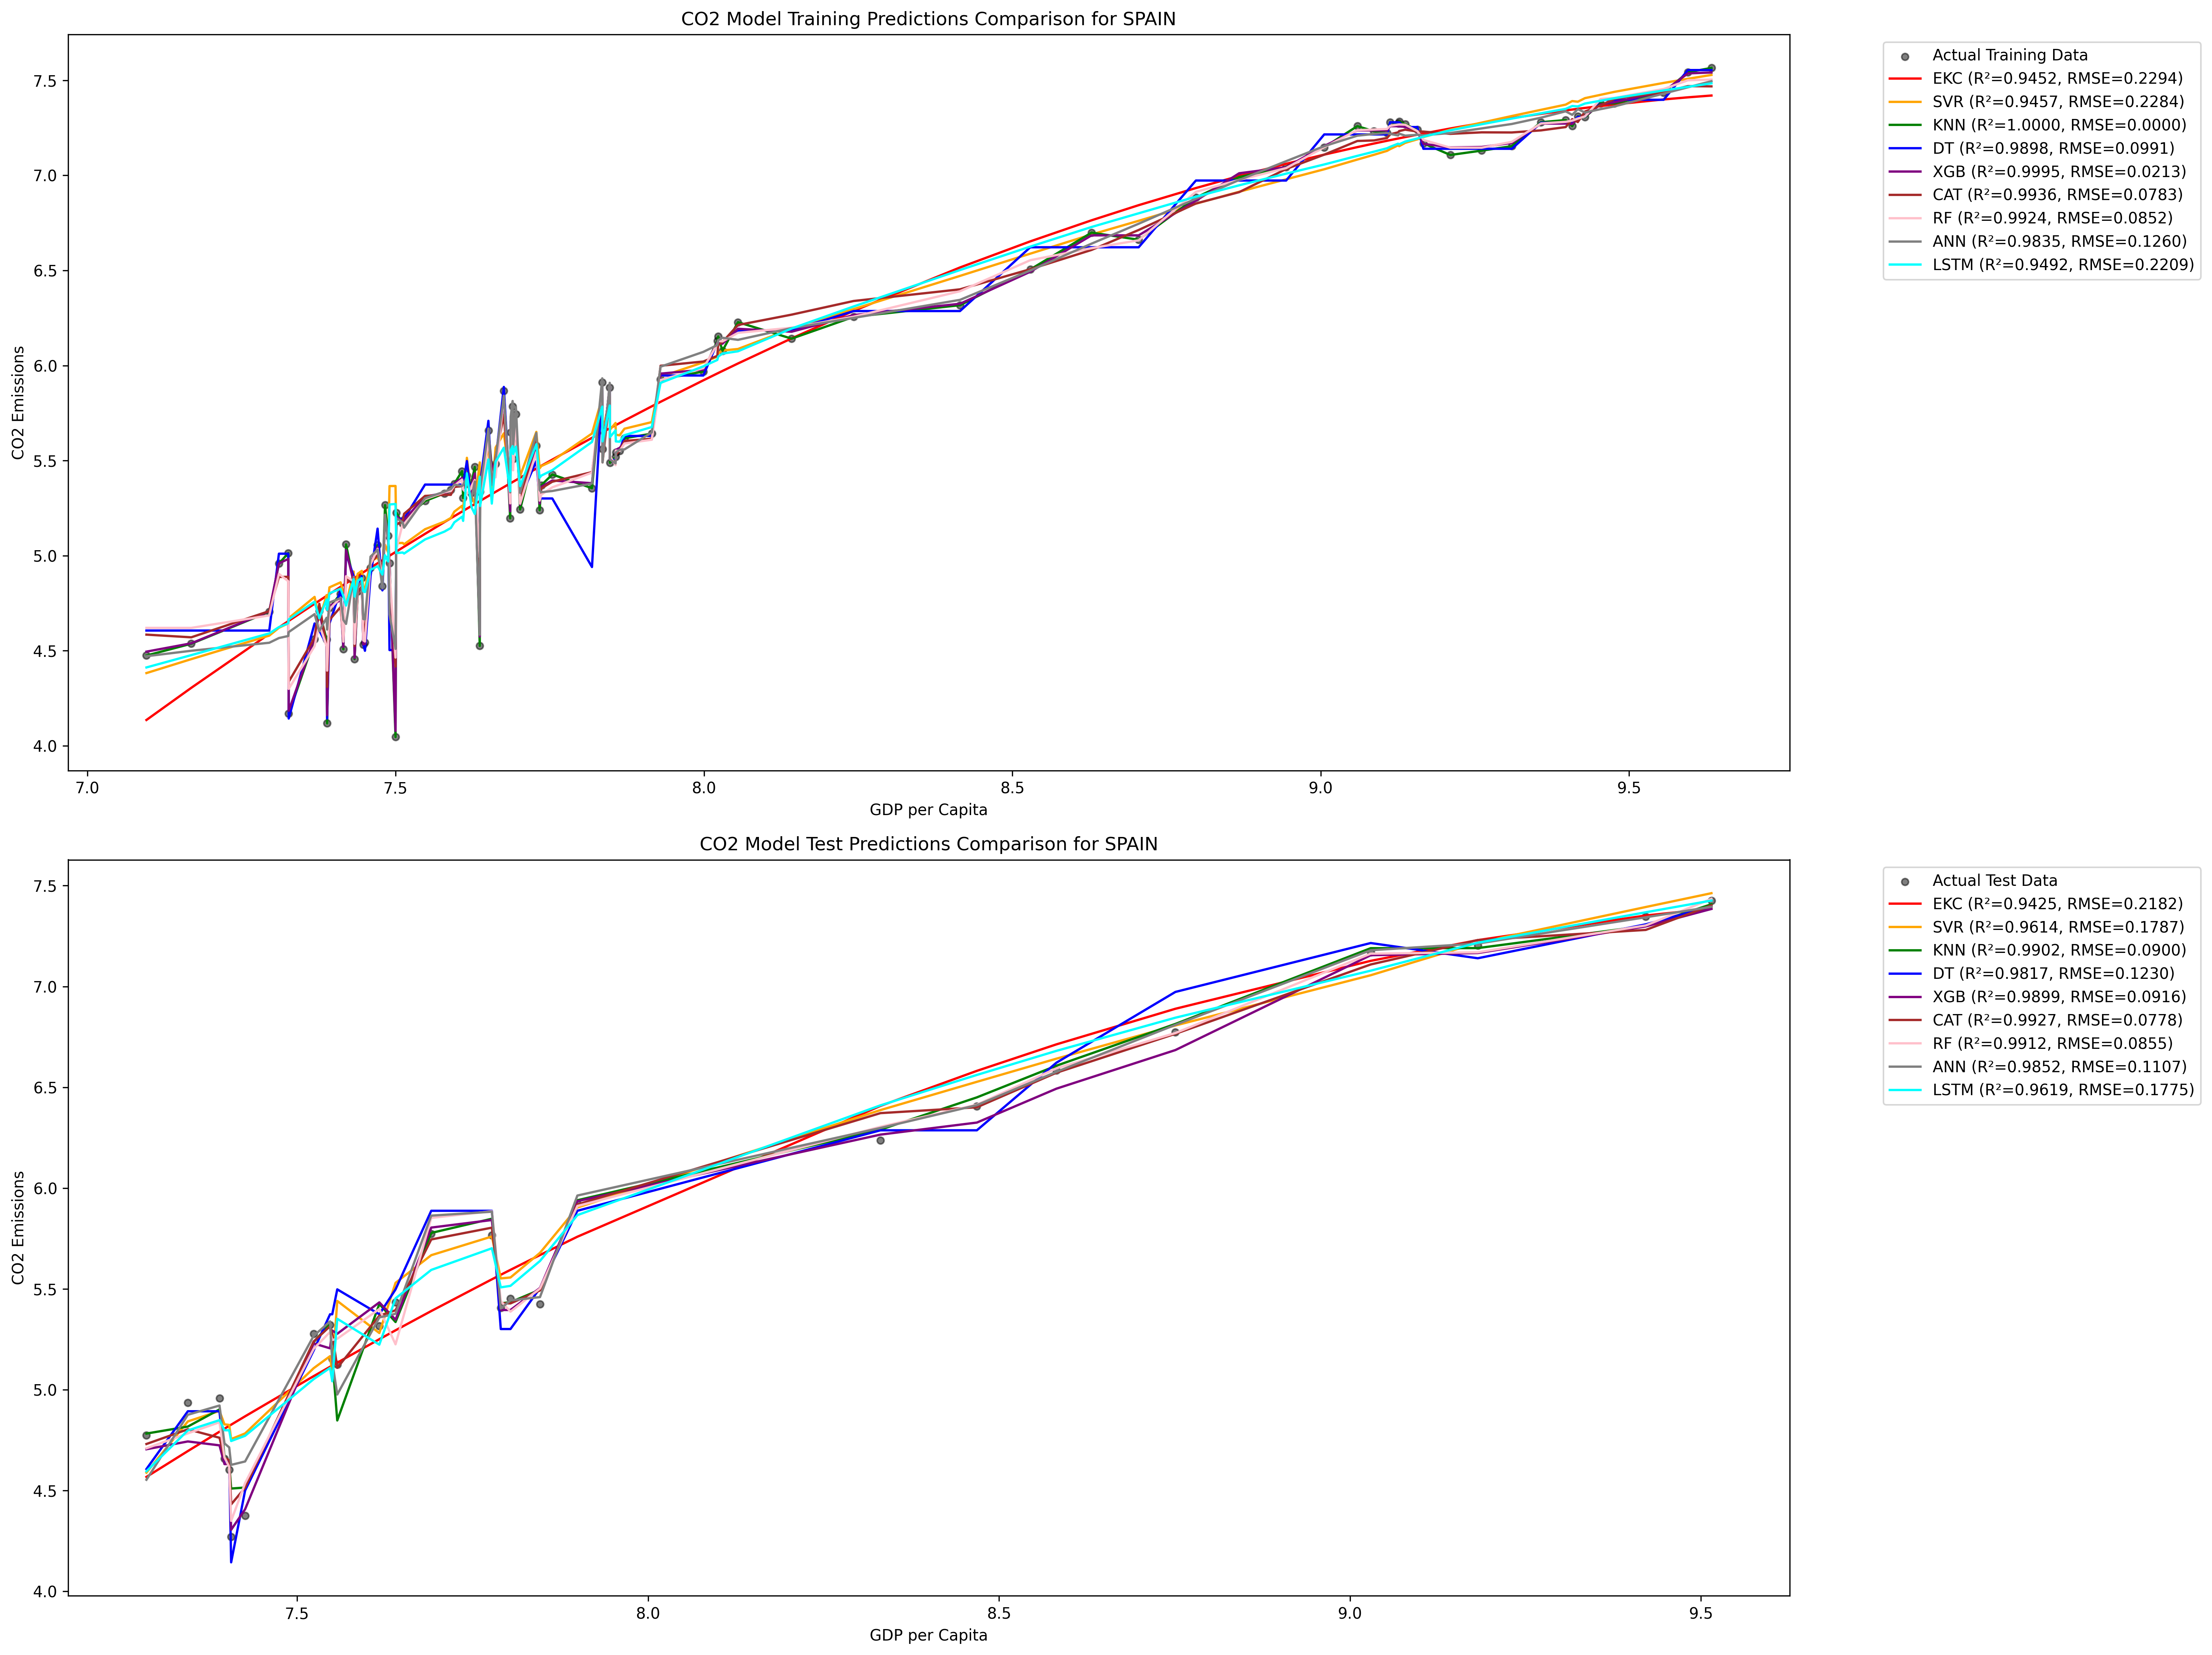 CO2 Model Training Predictions Comparison for SPAIN
CO2 Emissions
7.5
7.0
6.5
6.0
5.5
5.0
4.5
4.0
7.0
7.5
8.0
8.5
9.0
9.5
GDP per Capita
Actual Training Data
EKC (R²=0.9452, RMSE=0.2294)
SVR (R²=0.9457, RMSE=0.2284)
KNN (R²=1.0000, RMSE=0.0000)
DT (R²=0.9898, RMSE=0.0991)
XGB (R²=0.9995, RMSE=0.0213)
CAT (R²=0.9936, RMSE=0.0783)
RF (R²=0.9924, RMSE=0.0852)
ANN (R²=0.9835, RMSE=0.1260)
LSTM (R²=0.9492, RMSE=0.2209)
CO2 Model Test Predictions Comparison for SPAIN
CO2 Emissions
7.5
7.0
6.5
6.0
5.5
5.0
4.5
4.0
7.5
8.0
8.5
9.0
9.5
GDP per Capita
Actual Test Data
EKC (R²=0.9425, RMSE=0.2182)
SVR (R²=0.9614, RMSE=0.1787)
KNN (R²=0.9902, RMSE=0.0900)
DT (R²=0.9817, RMSE=0.1230)
XGB (R²=0.9899, RMSE=0.0916)
CAT (R²=0.9927, RMSE=0.0778)
RF (R²=0.9912, RMSE=0.0855)
ANN (R²=0.9852, RMSE=0.1107)
LSTM (R²=0.9619, RMSE=0.1775)